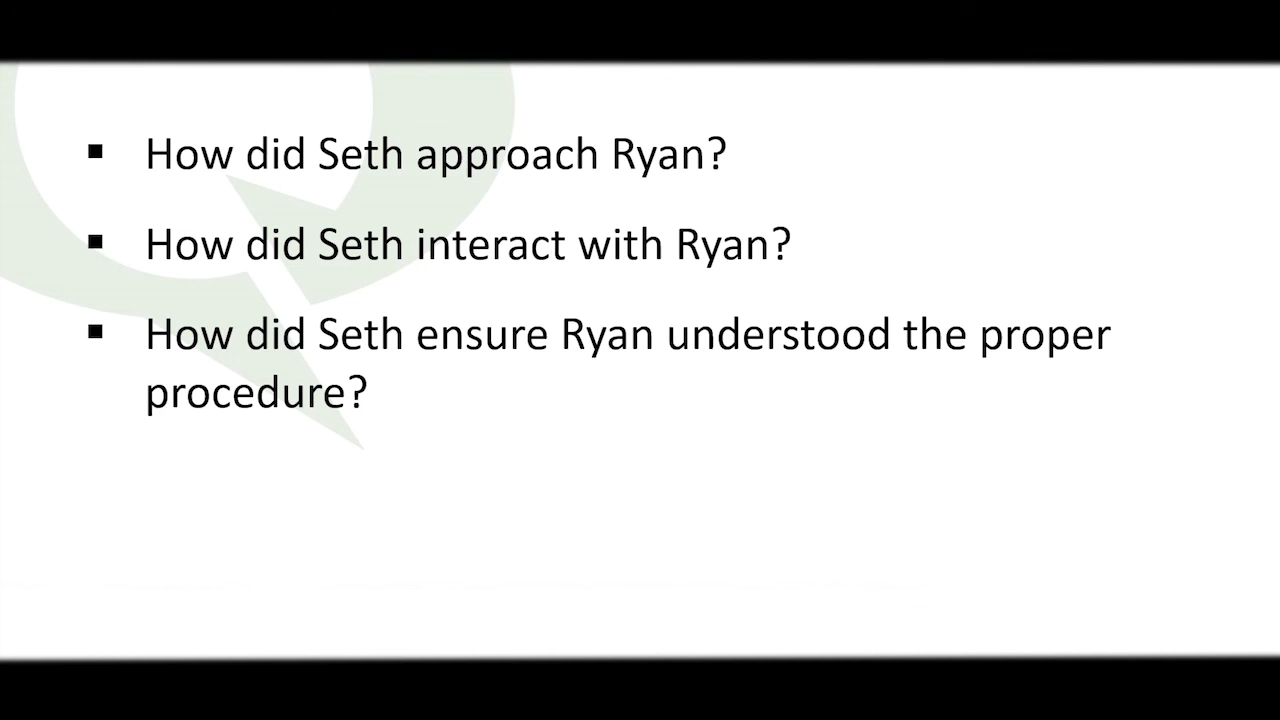 ▪ How did Seth approach Ryan?
▪ How did Seth interact with Ryan?
▪ How did Seth ensure Ryan understood the proper
procedure?